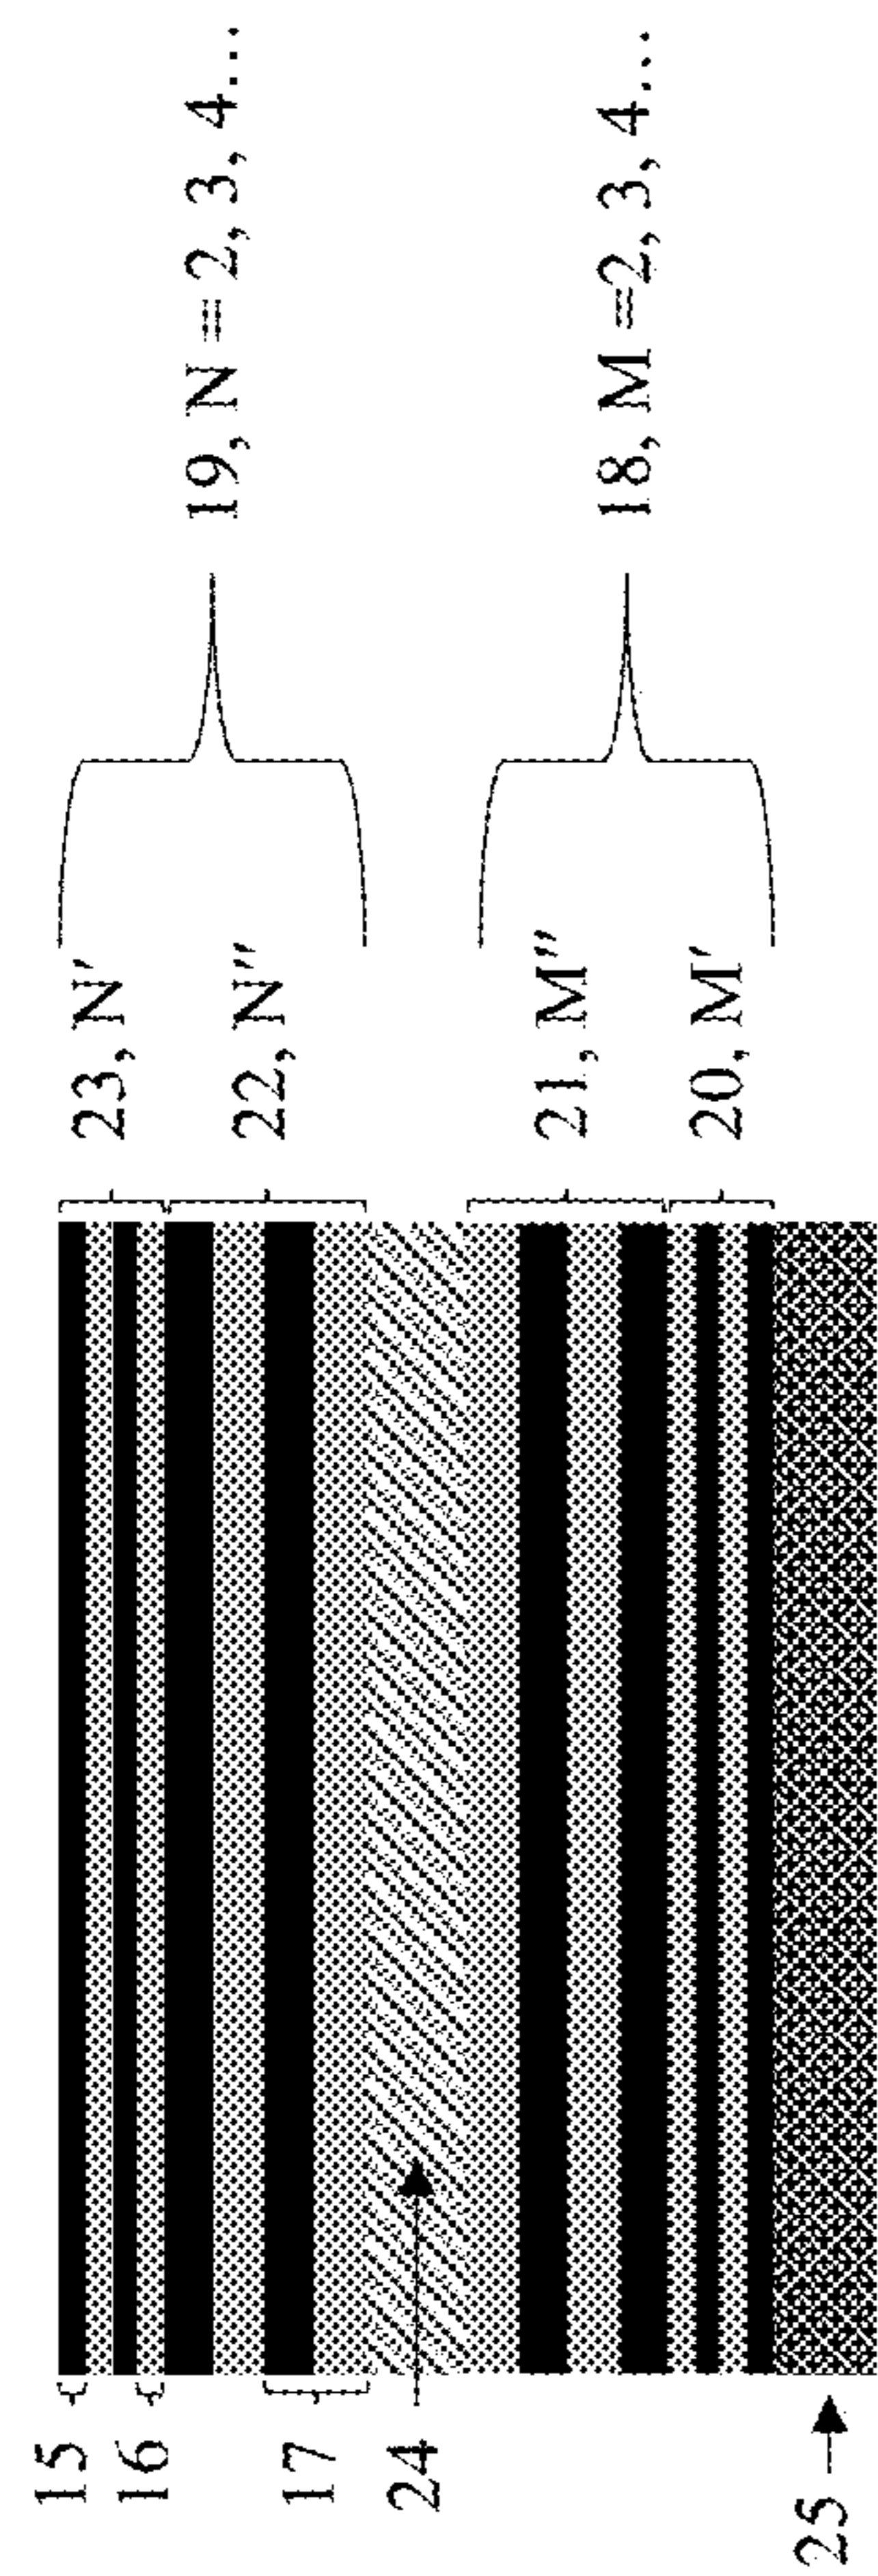 15
16
17
24
25
23, N′
22, N″
21, M″
20, M′
19, N = 2, 3, 4...
18, M =2, 3, 4...